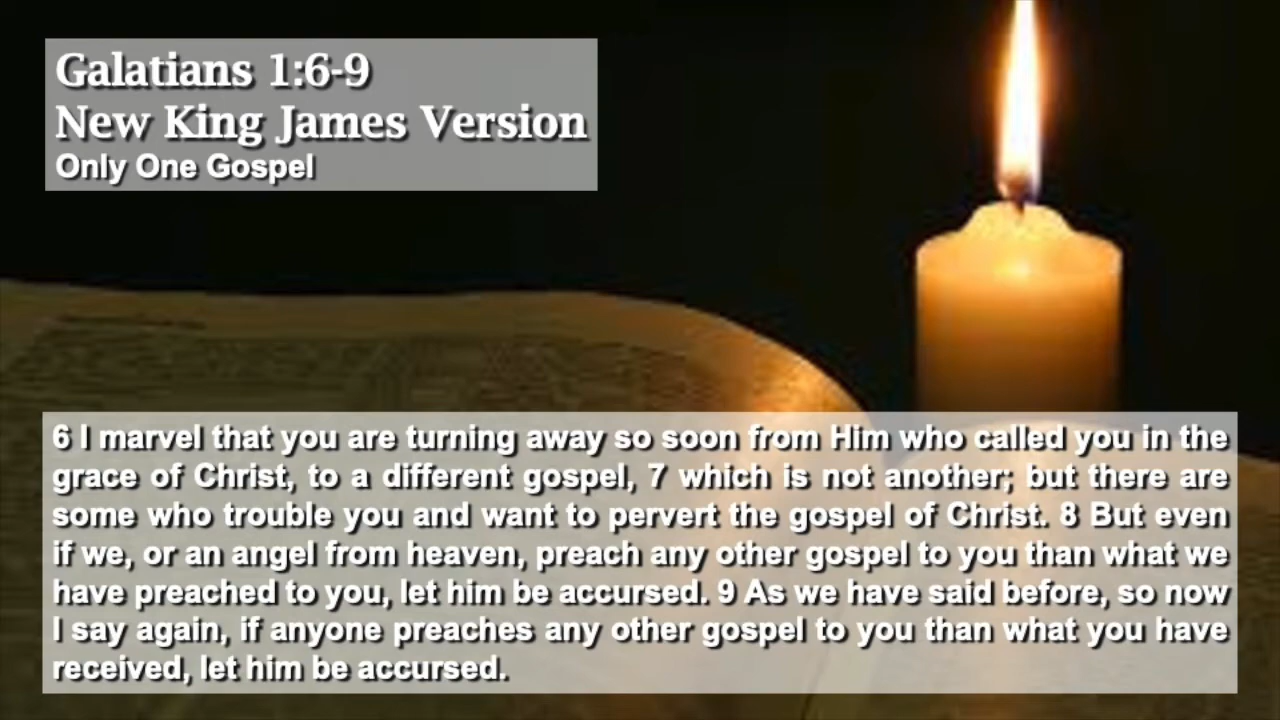 Galatians 1:6-9
New King James Version
Only One Gospel
6 I marvel that you are turning away so soon from Him who called you in the
grace of Christ, to a different gospel, 7 which is not another; but there are
some who trouble you and want to pervert the gospel of Christ. 8 But even
if we, or an angel from heaven, preach any other gospel to you than what we
have preached to you, let him be accursed. 9 As we have said before, so now
I say again, if anyone preaches any other gospel to you than what you have
received, let him be accursed.